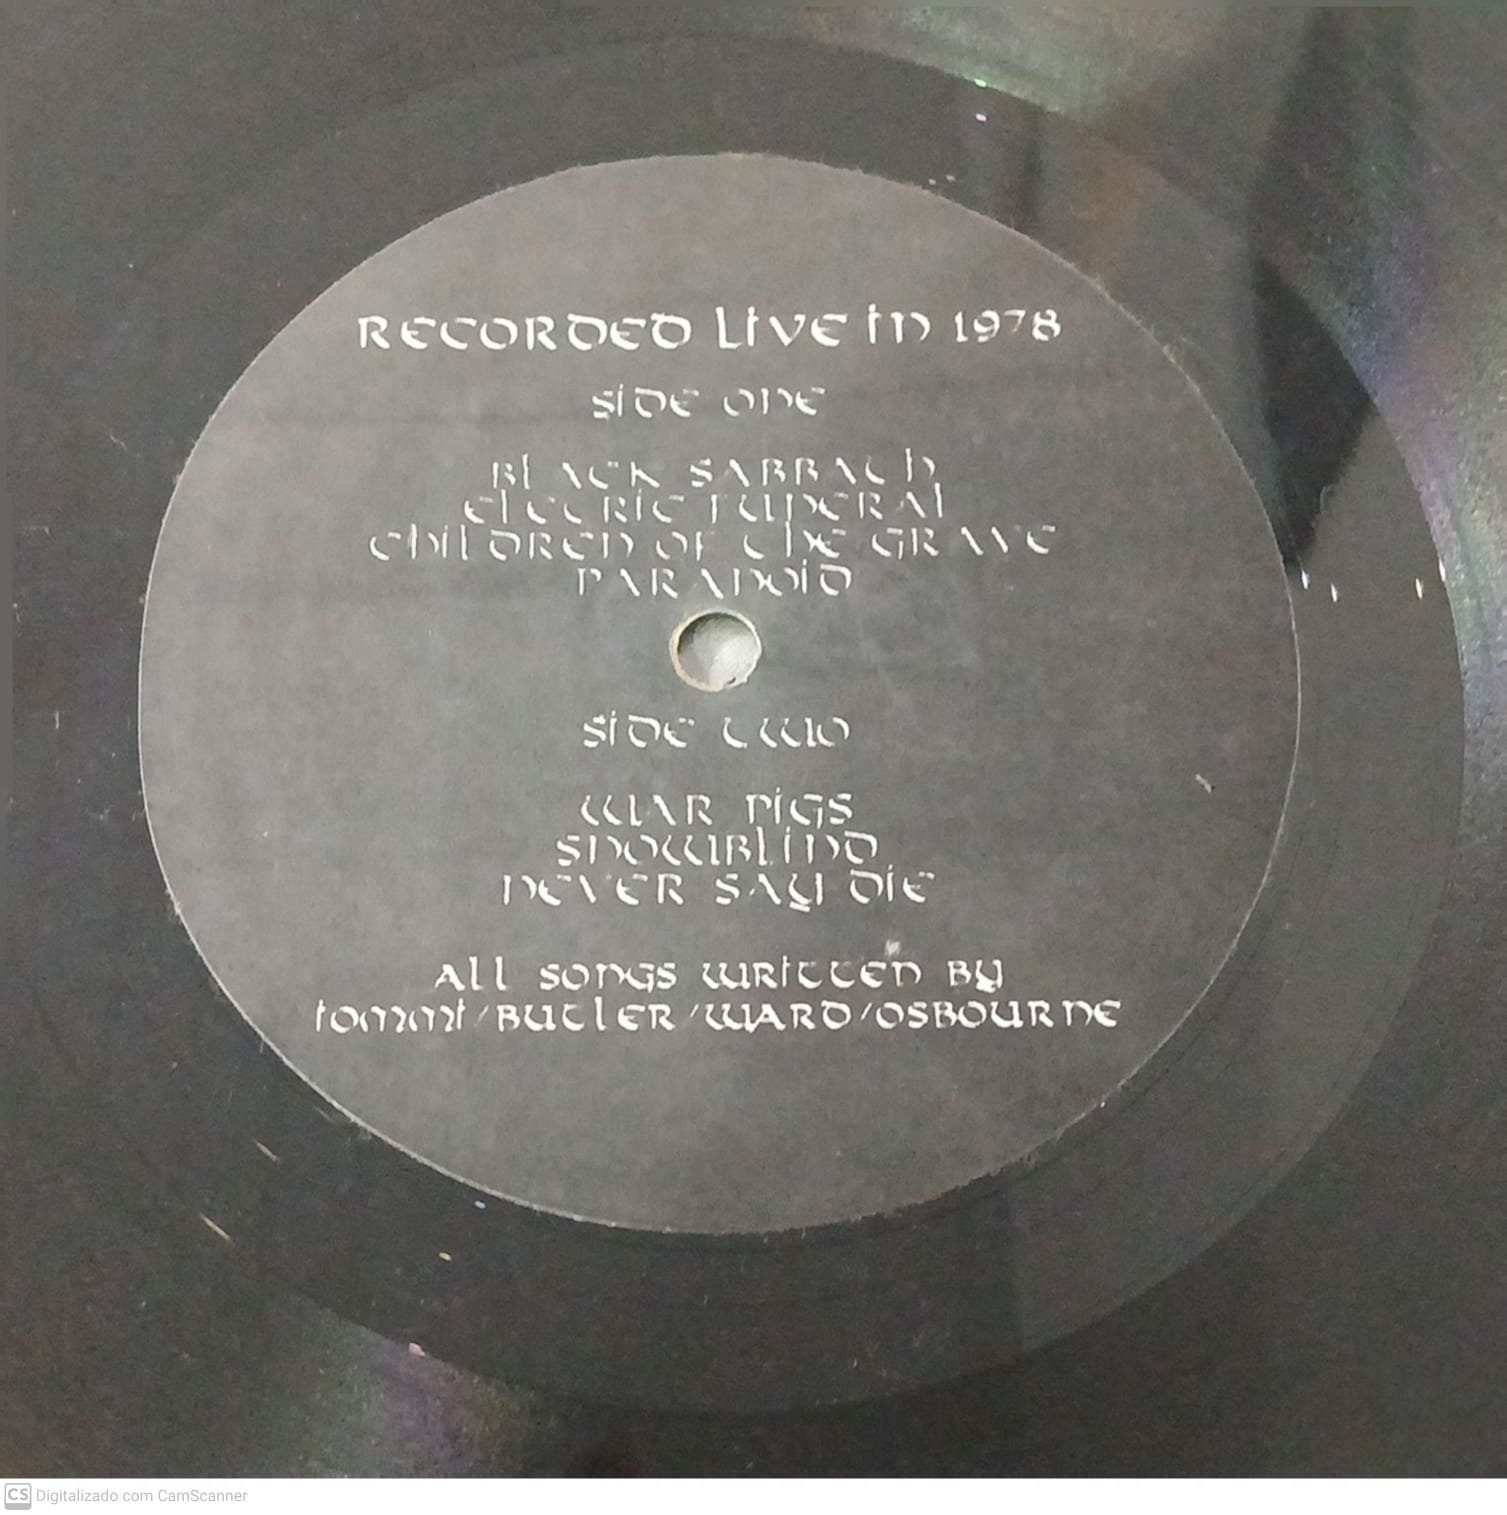 RECORDED LIVE IN 1978
SIDE ONE
BLACK SABBATH
ELECTRIC FUNERAL
CHILDREN OF THE GRAVE
PARANOID
SIDE TWO
WAR PIGS
SNOWBLIND
NEVER SAY DIE
ALL SONGS WRITTEN BY
IOMMI/BUTLER/WARD/OSBOURNE
CS Digitalizado com CamScanner